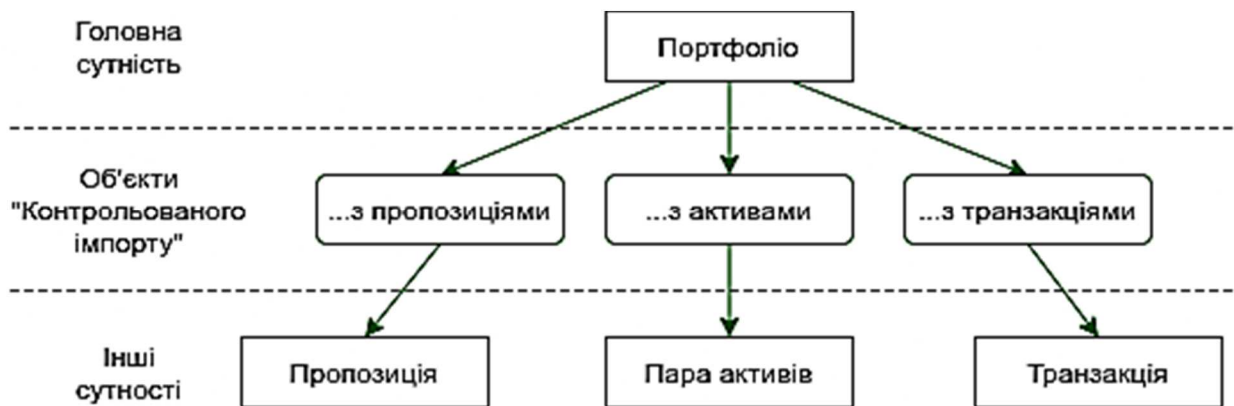 Головна
сутність
Портфоліо
Об'єкти
"Контрольованого
імпорту"
...з пропозиціями
...з активами
...з транзакціями
Інші
сутності
Пропозиція
Пара активів
Транзакція